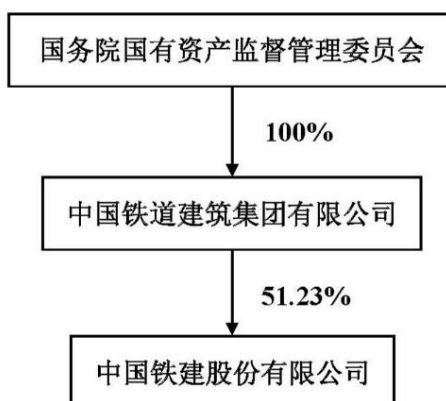 国务院国有资产监督管理委员会
100%
中国铁道建筑集团有限公司
51.23%
中国铁建股份有限公司